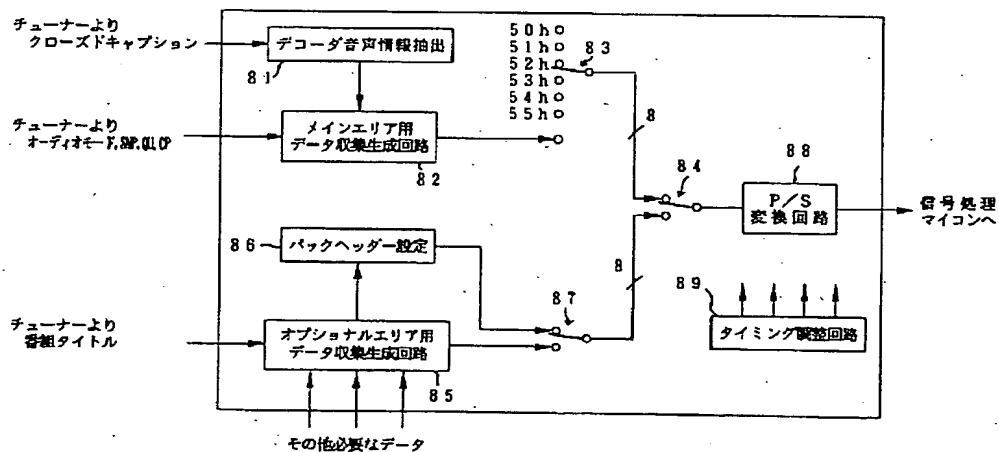 チューナーより
クローズドキャプション
デコーダ音声情報抽出
81
50h
51h
52h
53h
54h
55h
83
チューナーより
オーディオモード,SMP,
メインエリア用
データ収集生成回路
82
8
84
88
P/S
変換回路
信号処理
マイコンへ
86
パックヘッダー設定
8
87
89
タイミング調整回路
チューナーより
番組タイトル
オプショナルエリア用
データ収集生成回路
85
その他必要なデータ